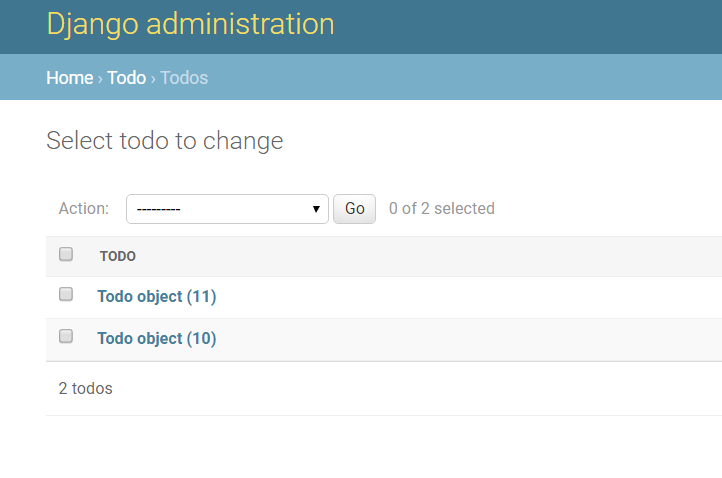 Django administration
Home › Todo › Todos
Select todo to change
Action: --------- Go 0 of 2 selected
TODO
Todo object (11)
Todo object (10)
2 todos